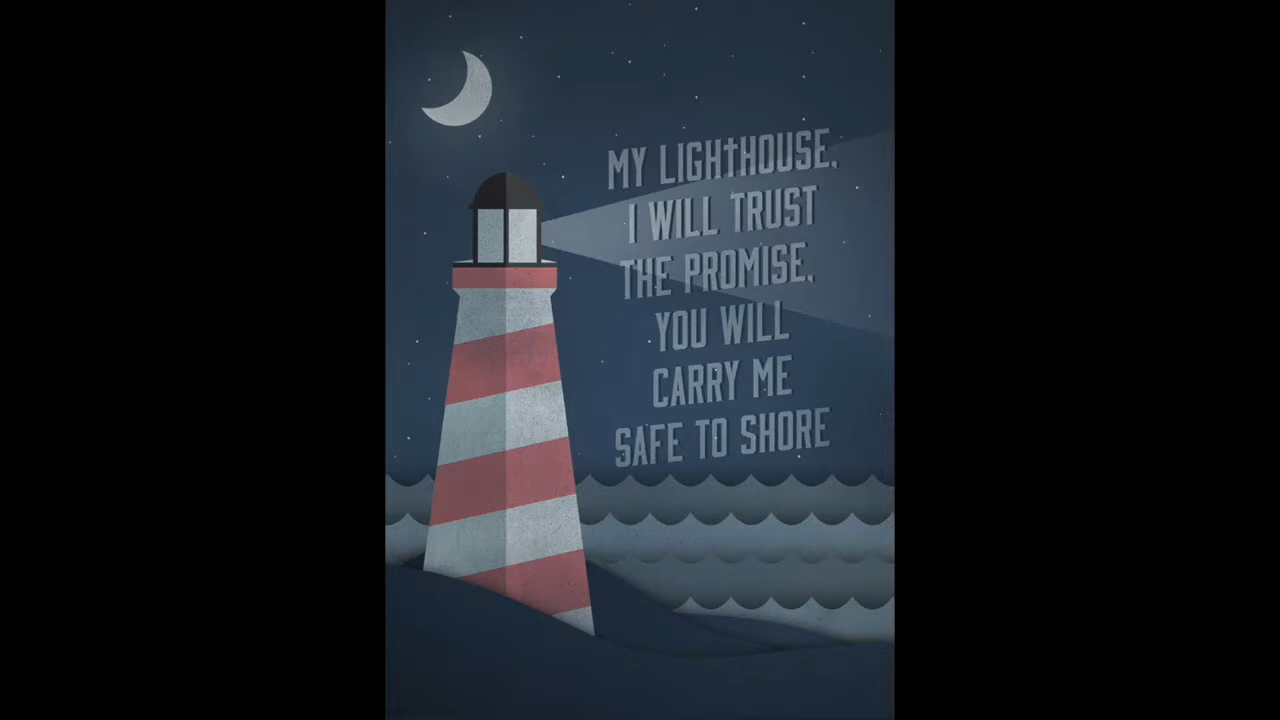 MY LIGHTHOUSE,
I WILL TRUST
THE PROMISE,
YOU WILL
CARRY ME
SAFE TO SHORE